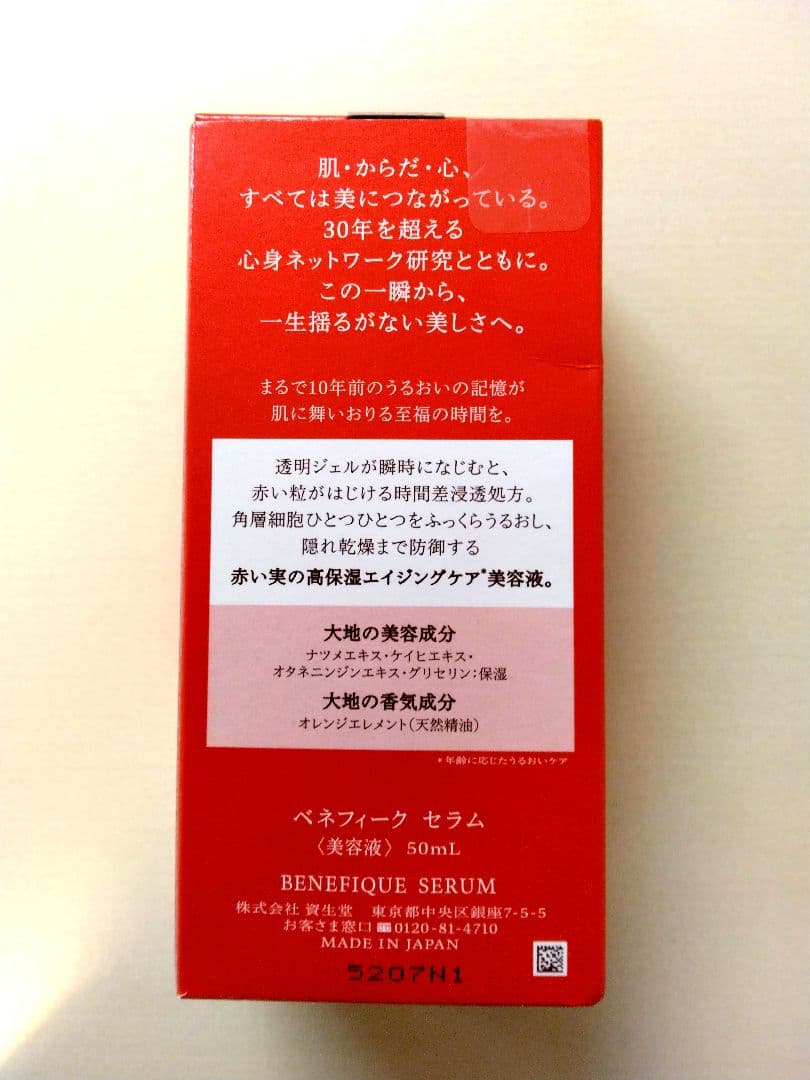 肌・からだ・心、
すべては美につながっている。
30年を超える
心身ネットワーク研究とともに。
この一瞬から、
一生揺るがない美しさへ。
まるで10年前のうるおいの記憶が
肌に舞いおりる至福の時間を。
透明ジェルが瞬時になじむと、
赤い粒がはじける時間差浸透処方。
角層細胞ひとつひとつをふっくらうるおし、
隠れ乾燥まで防御する
赤い実の高保湿エイジングケア*美容液。
大地の美容成分
ナツメエキス・ケイヒエキス・
オタネニンジンエキス・グリセリン：保湿
大地の香気成分
オレンジエレメント（天然精油）
*年齢に応じたうるおいケア
ベネフィーク セラム
〈美容液〉 50mL
BENEFIQUE SERUM
株式会社 資生堂　東京都中央区銀座7-5-5
お客さま窓口 0120-81-4710
MADE IN JAPAN
5207N1